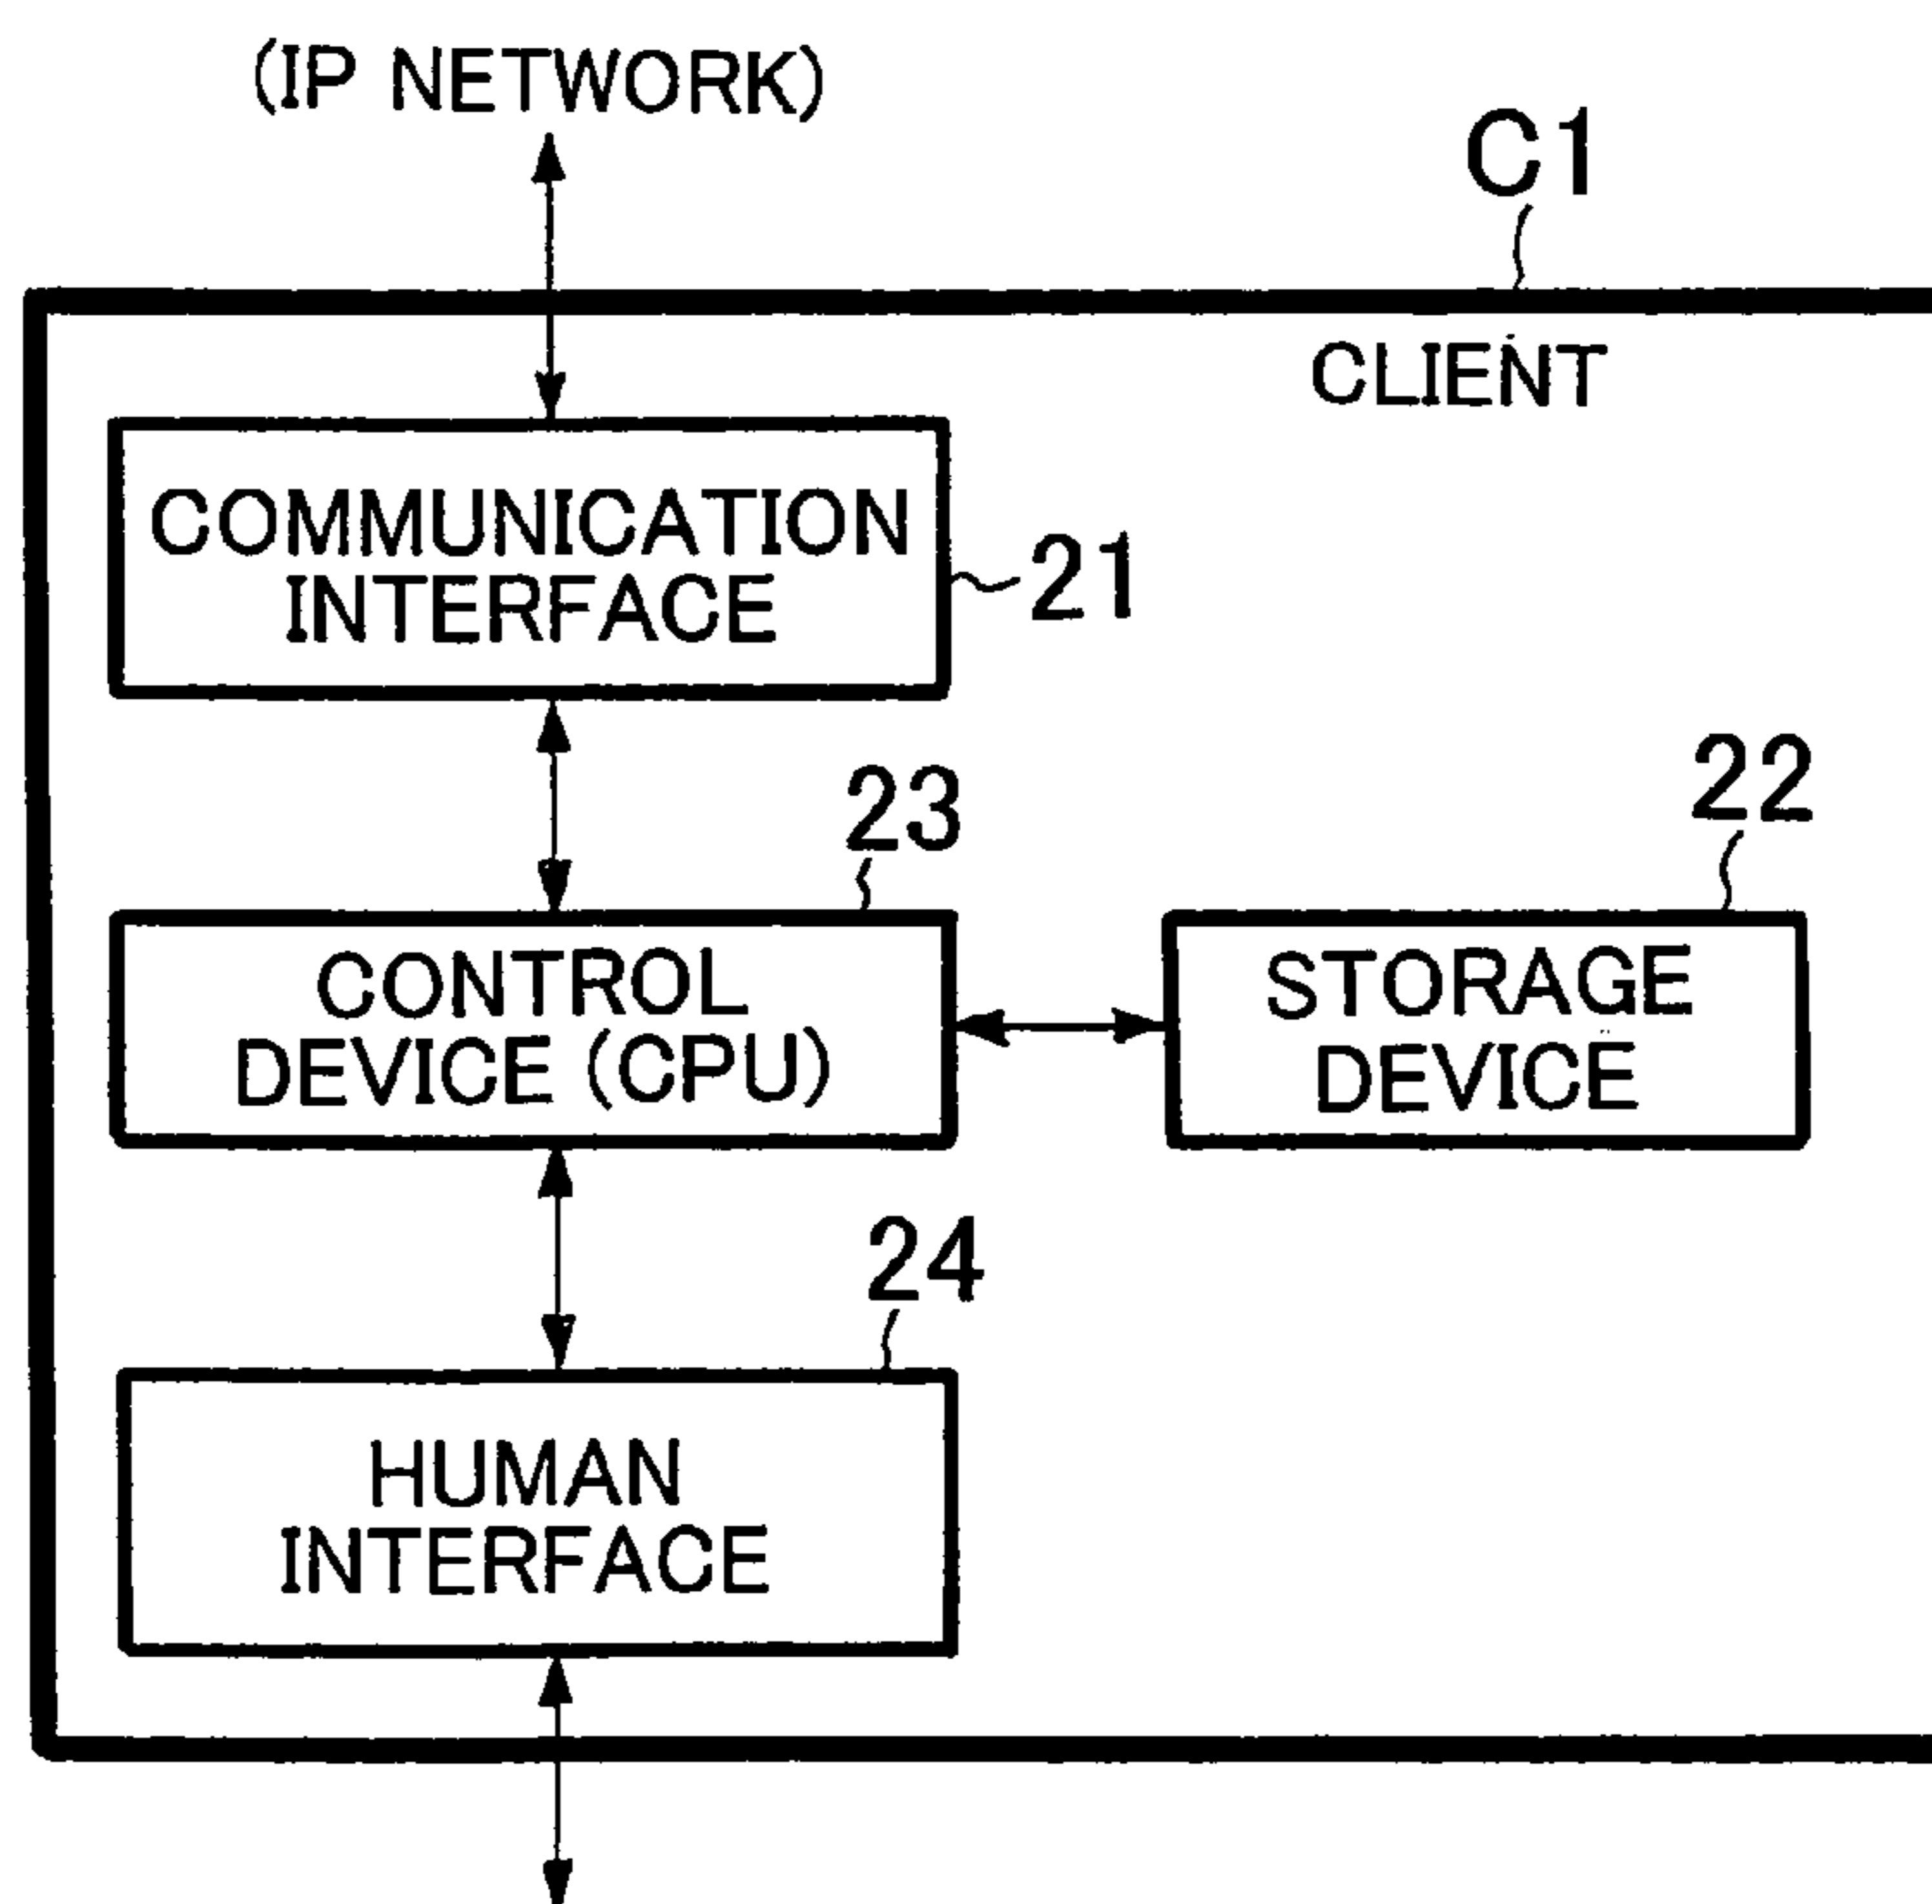 (IP NETWORK)
C1
CLIENT
COMMUNICATION
INTERFACE
21
23
22
CONTROL
DEVICE (CPU)
STORAGE
DEVICE
24
HUMAN
INTERFACE